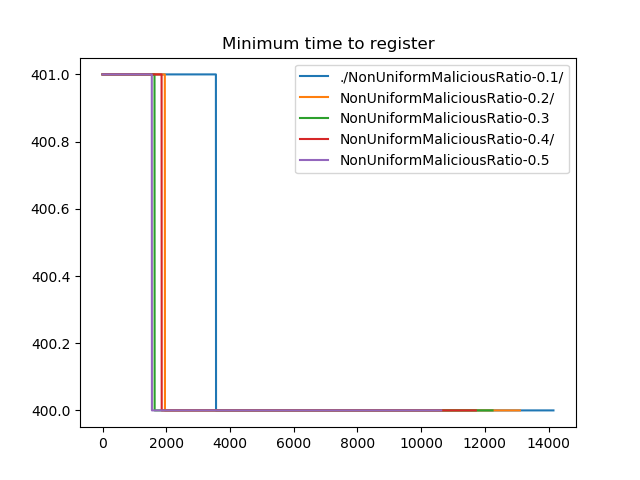 Minimum time to register
./NonUniformMaliciousRatio-0.1/
NonUniformMaliciousRatio-0.2/
NonUniformMaliciousRatio-0.3
NonUniformMaliciousRatio-0.4/
NonUniformMaliciousRatio-0.5
401.0
400.8
400.6
400.4
400.2
400.0
0 2000 4000 6000 8000 10000 12000 14000